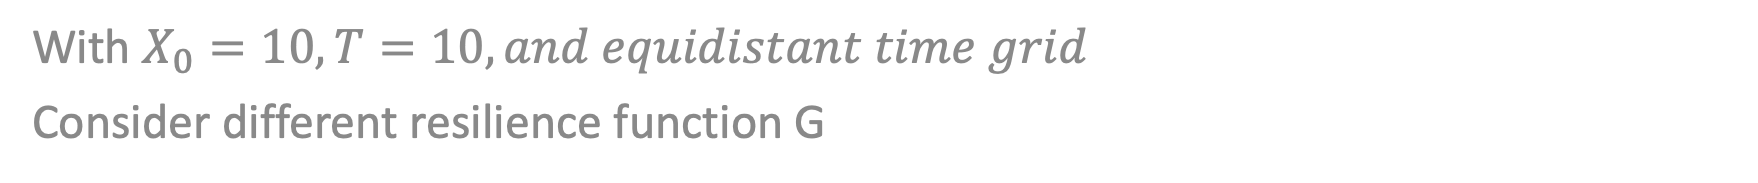 With X₀ = 10, T = 10, and equidistant time grid
Consider different resilience function G